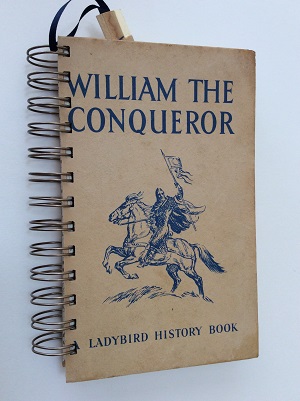 WILLIAM THE
CONQUEROR
A LADYBIRD HISTORY BOOK